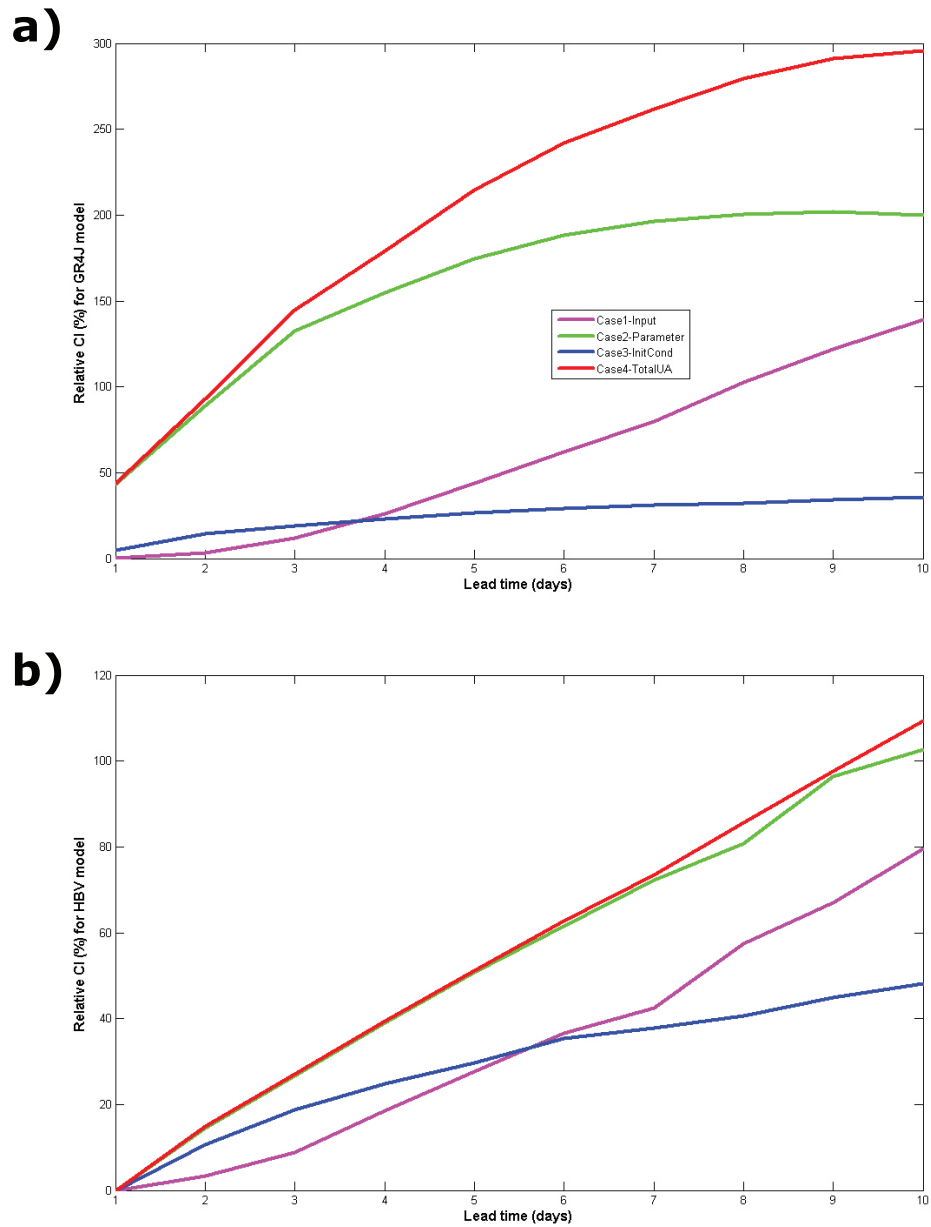 a)
300
250
200
150
100
50
0
Relative CI (%) for GR4J model
Case1-Input
Case2-Parameter
Case3-InitCond
Case4-TotalUA
1 2 3 4 5 6 7 8 9 10
Lead time (days)
b)
120
100
80
60
40
20
0
Relative CI (%) for HBV model
1 2 3 4 5 6 7 8 9 10
Lead time (days)